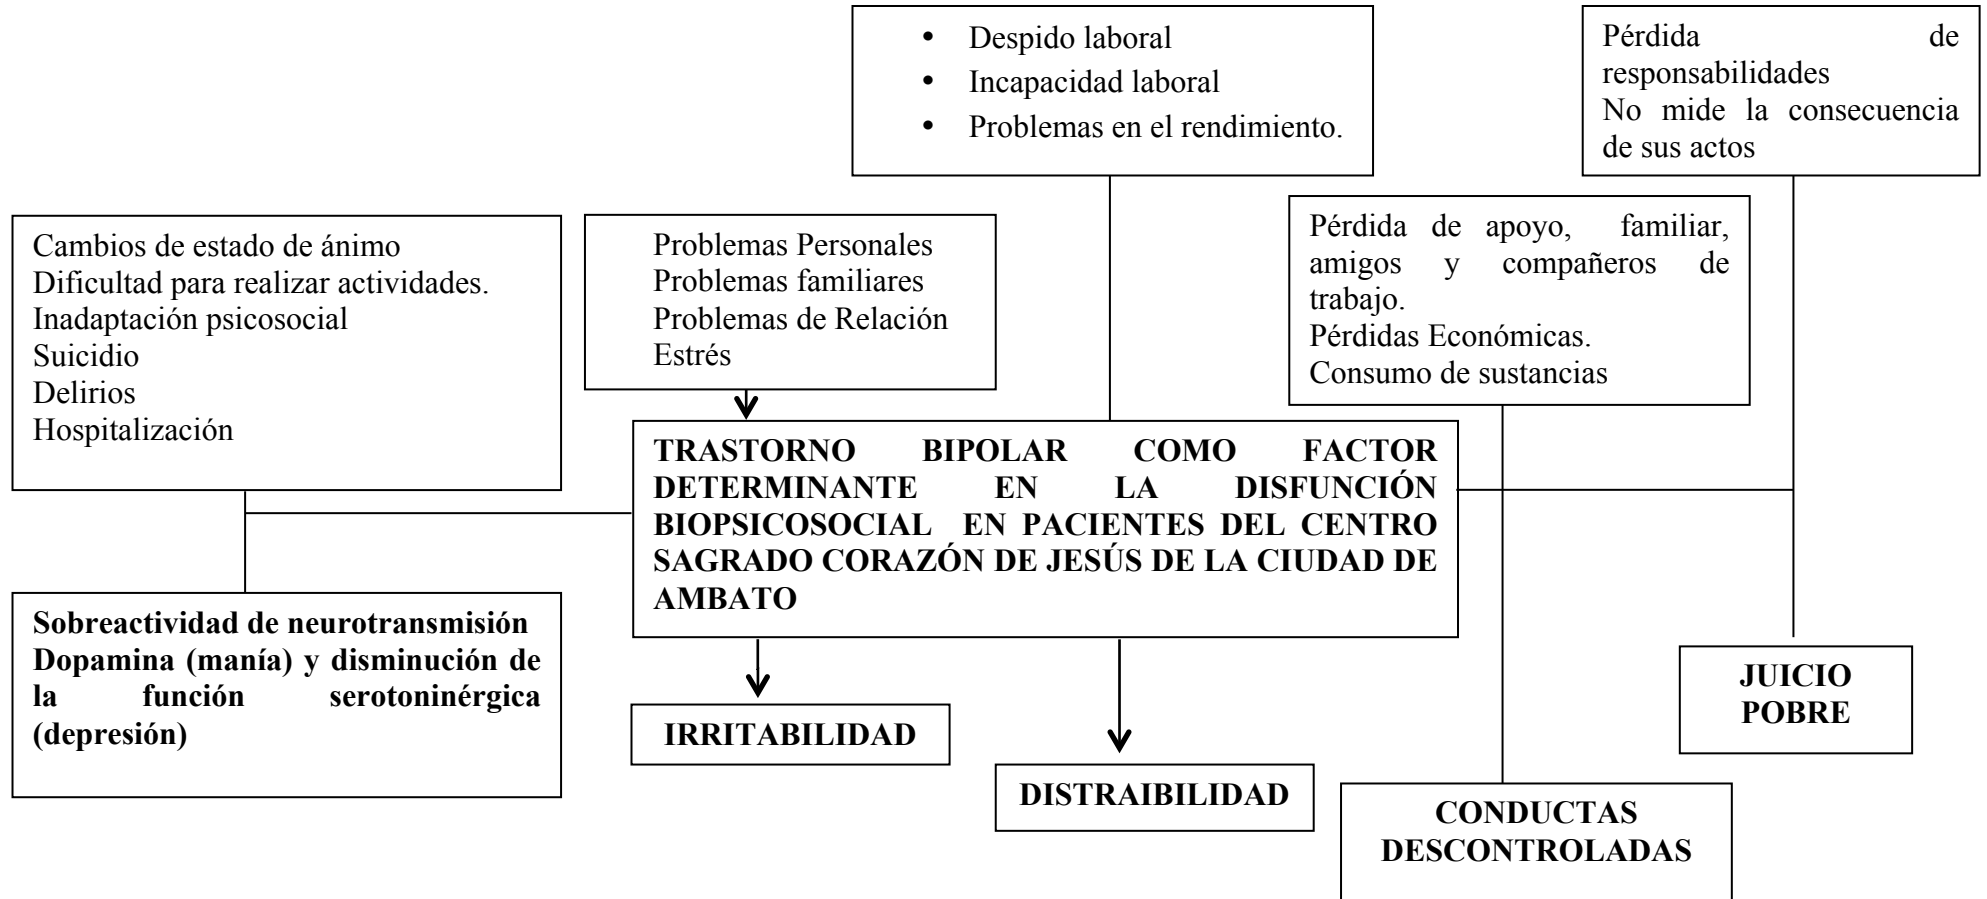 • Despido laboral
• Incapacidad laboral
• Problemas en el rendimiento.
Pérdida de
responsabilidades
No mide la consecuencia
de sus actos
Cambios de estado de ánimo
Dificultad para realizar actividades.
Inadaptación psicosocial
Suicidio
Delirios
Hospitalización
Problemas Personales
Problemas familiares
Problemas de Relación
Estrés
Pérdida de apoyo, familiar,
amigos y compañeros de
trabajo.
Pérdidas Económicas.
Consumo de sustancias
TRASTORNO BIPOLAR COMO FACTOR
DETERMINANTE EN LA DISFUNCIÓN
BIOPSICOSOCIAL EN PACIENTES DEL CENTRO
SAGRADO CORAZÓN DE JESÚS DE LA CIUDAD DE
AMBATO
Sobreactividad de neurotransmisión
Dopamina (manía) y disminución de
la función serotoninérgica
(depresión)
IRRITABILIDAD
DISTRAIBILIDAD
CONDUCTAS
DESCONTROLADAS
JUICIO
POBRE